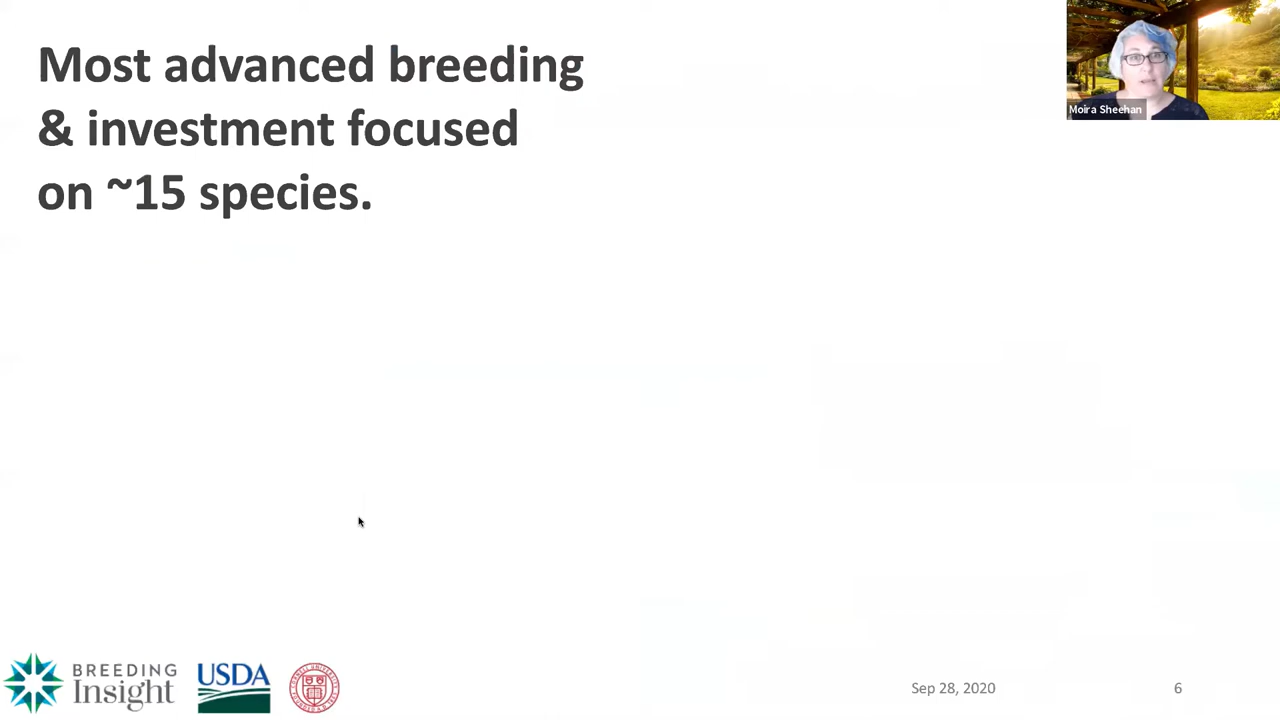 Most advanced breeding
& investment focused
on ~15 species.
Moira Sheehan
BREEDING
Insight
USDA
Sep 28, 2020
6